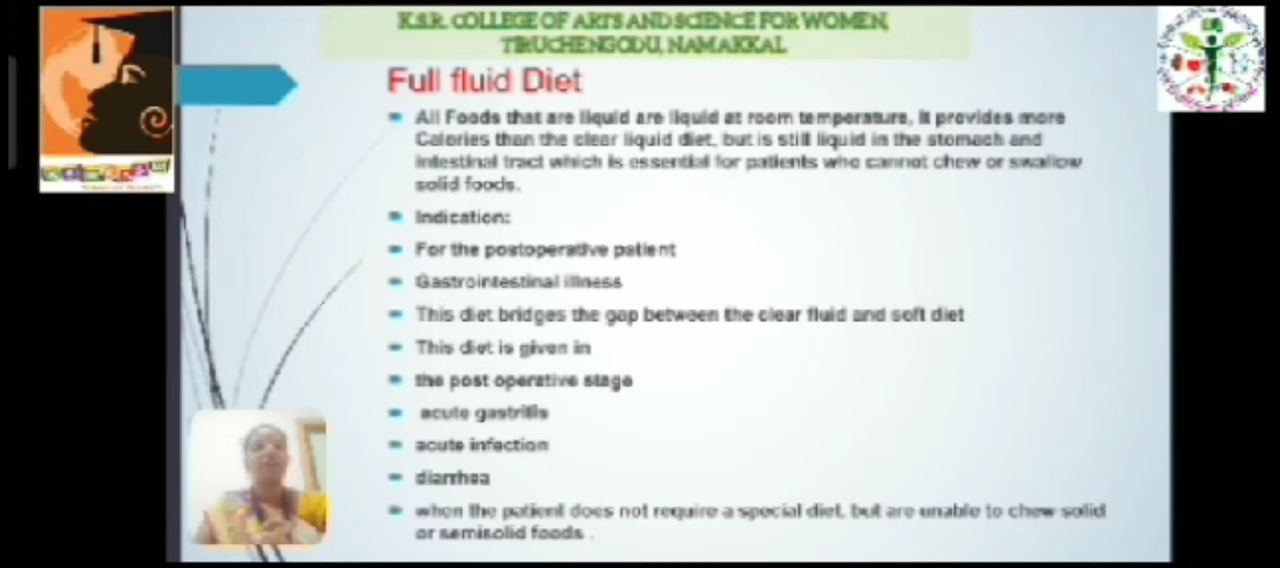 K.S.R. COLLEGE OF ARTS AND SCIENCE FOR WOMEN,
TIRUCHENGODU, NAMAKKAL
Full fluid Diet
All Foods that are liquid are liquid at room temperature, It provides more
Calories than the clear liquid diet, but is still liquid in the stomach and
intestinal tract which is essential for patients who cannot chew or swallow
solid foods.
Indication:
For the postoperative patient
Gastrointestinal illness
This diet bridges the gap between the clear fluid and soft diet
This diet is given in
the post operative stage
acute gastritis
acute infection
diarrhea
when the patient does not require a special diet, but are unable to chew solid
or semisolid foods .